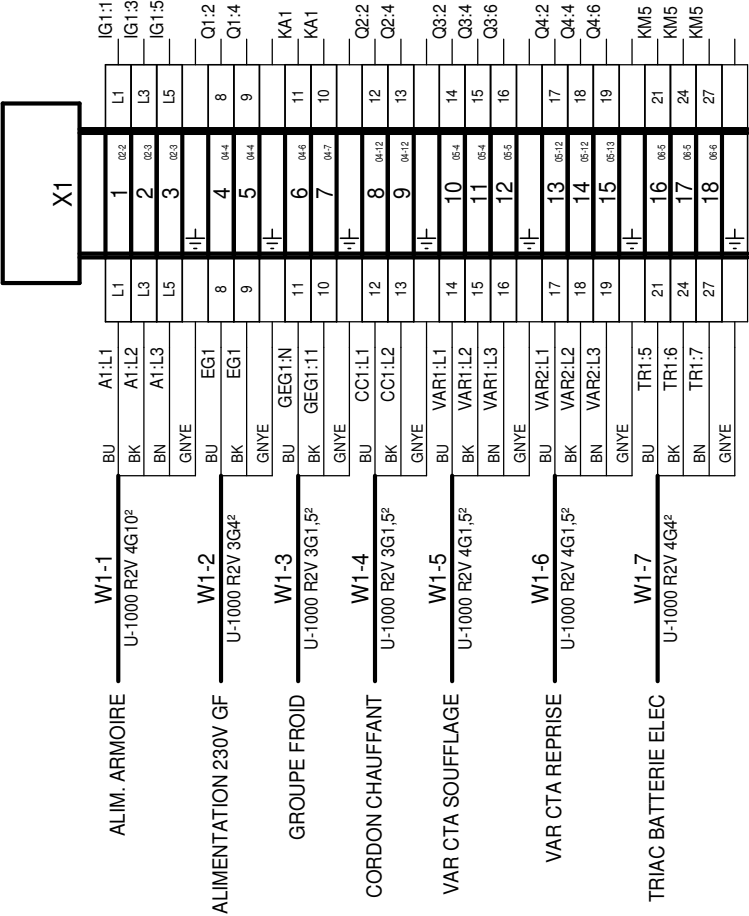 X1
IG1:1 L1 1 02-2 L1 A1:L1 BU
IG1:3 L3 2 02-3 L3 A1:L2 BK
IG1:5 L5 3 02-3 L5 A1:L3 BN
GNYE
W1-1
U-1000 R2V 4G10²
ALIM. ARMOIRE
Q1:2 8 4 04-4 8 EG1 BU
Q1:4 9 5 04-4 9 EG1 BK
GNYE
W1-2
U-1000 R2V 3G4²
ALIMENTATION 230V GF
KA1 11 6 04-6 11 GEG1:N BU
KA1 10 7 04-7 10 GEG1:11 BK
GNYE
W1-3
U-1000 R2V 3G1,5²
GROUPE FROID
Q2:2 12 8 04-12 12 CC1:L1 BU
Q2:4 13 9 04-12 13 CC1:L2 BK
GNYE
W1-4
U-1000 R2V 3G1,5²
CORDON CHAUFFANT
Q3:2 14 10 05-4 14 VAR1:L1 BU
Q3:4 15 11 05-4 15 VAR1:L2 BK
Q3:6 16 12 05-5 16 VAR1:L3 BN
GNYE
W1-5
U-1000 R2V 4G1,5²
VAR CTA SOUFFLAGE
Q4:2 17 13 05-12 17 VAR2:L1 BU
Q4:4 18 14 05-12 18 VAR2:L2 BK
Q4:6 19 15 05-13 19 VAR2:L3 BN
GNYE
W1-6
U-1000 R2V 4G1,5²
VAR CTA REPRISE
KM5 21 16 06-5 21 TR1:5 BU
KM5 24 17 06-5 24 TR1:6 BK
KM5 27 18 06-6 27 TR1:7 BN
GNYE
W1-7
U-1000 R2V 4G4²
TRIAC BATTERIE ELEC